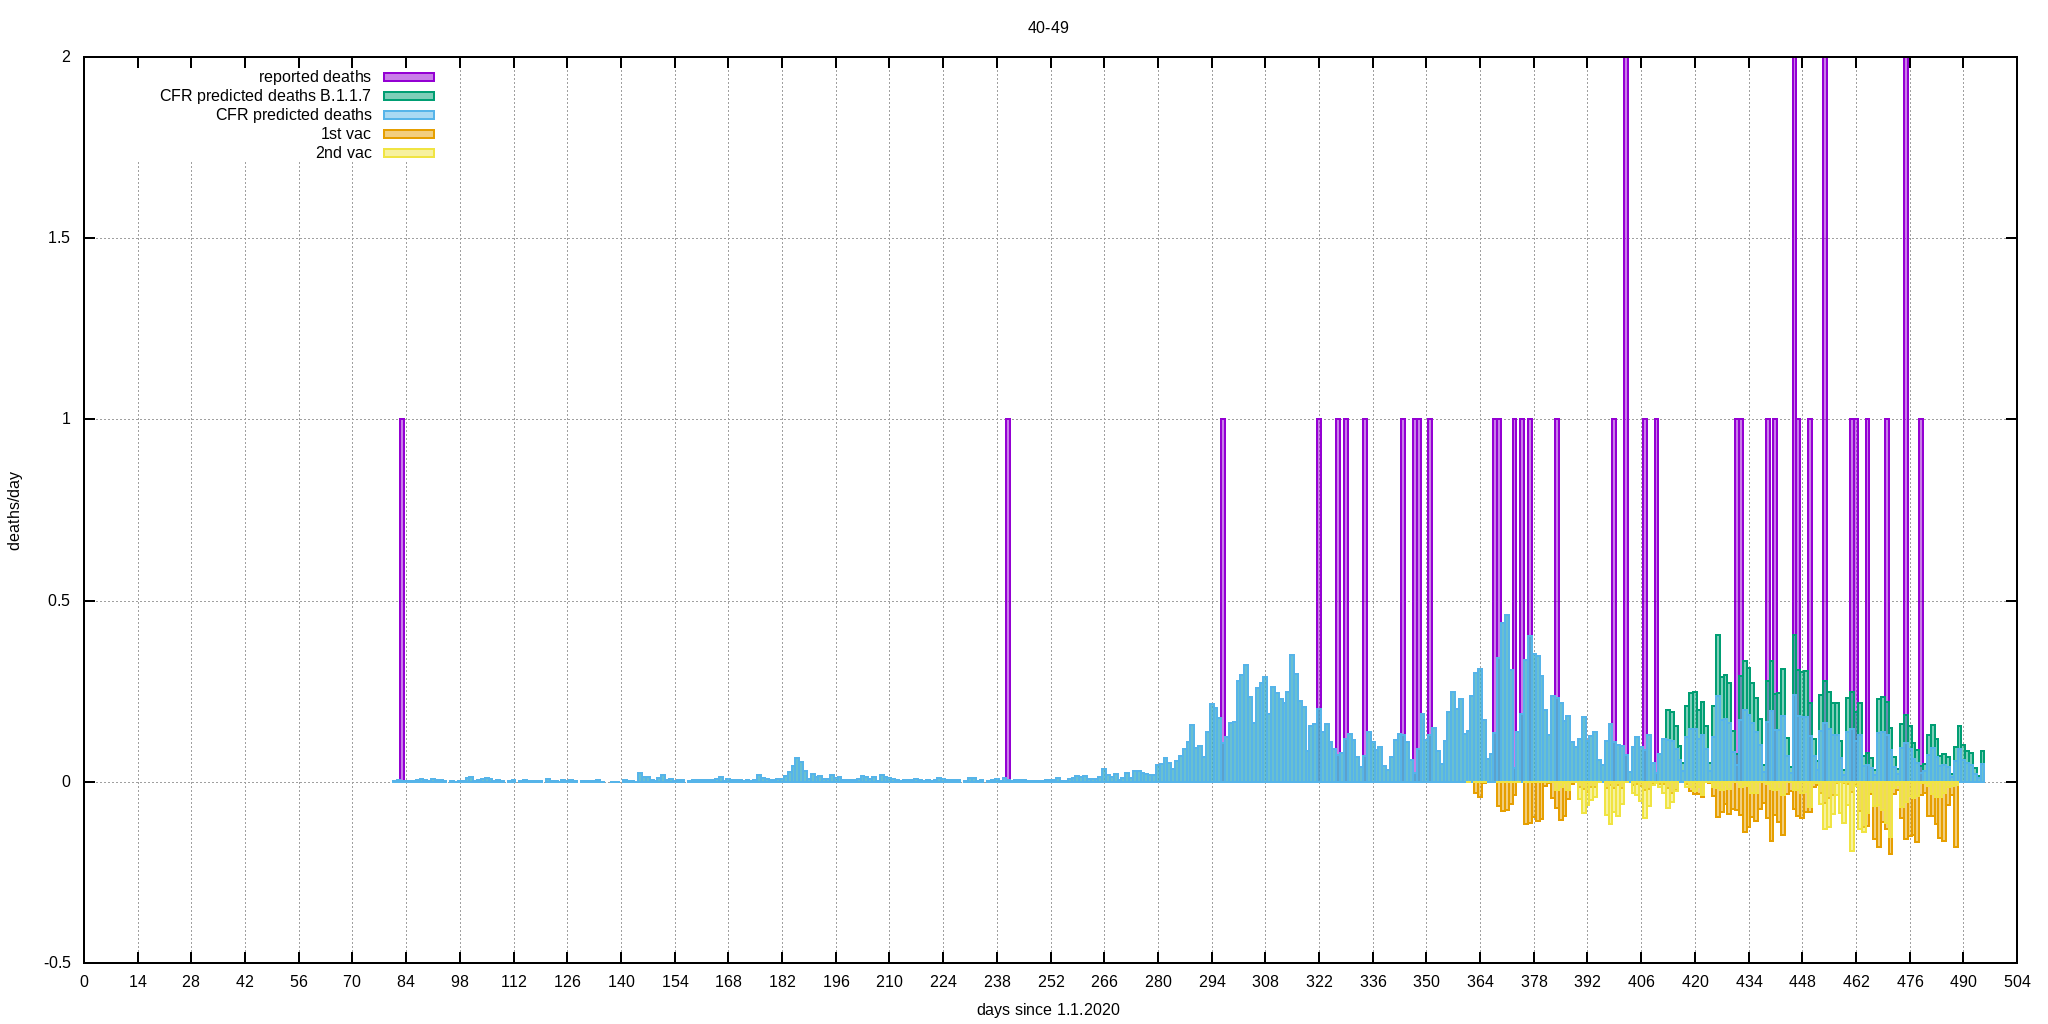 40-49
2
reported deaths
CFR predicted deaths B.1.1.7
CFR predicted deaths
1st vac
2nd vac
1.5
1
deaths/day
0.5
0
-0.5
0 14 28 42 56 70 84 98 112 126 140 154 168 182 196 210 224 238 252 266 280 294 308 322 336 350 364 378 392 406 420 434 448 462 476 490 504
days since 1.1.2020